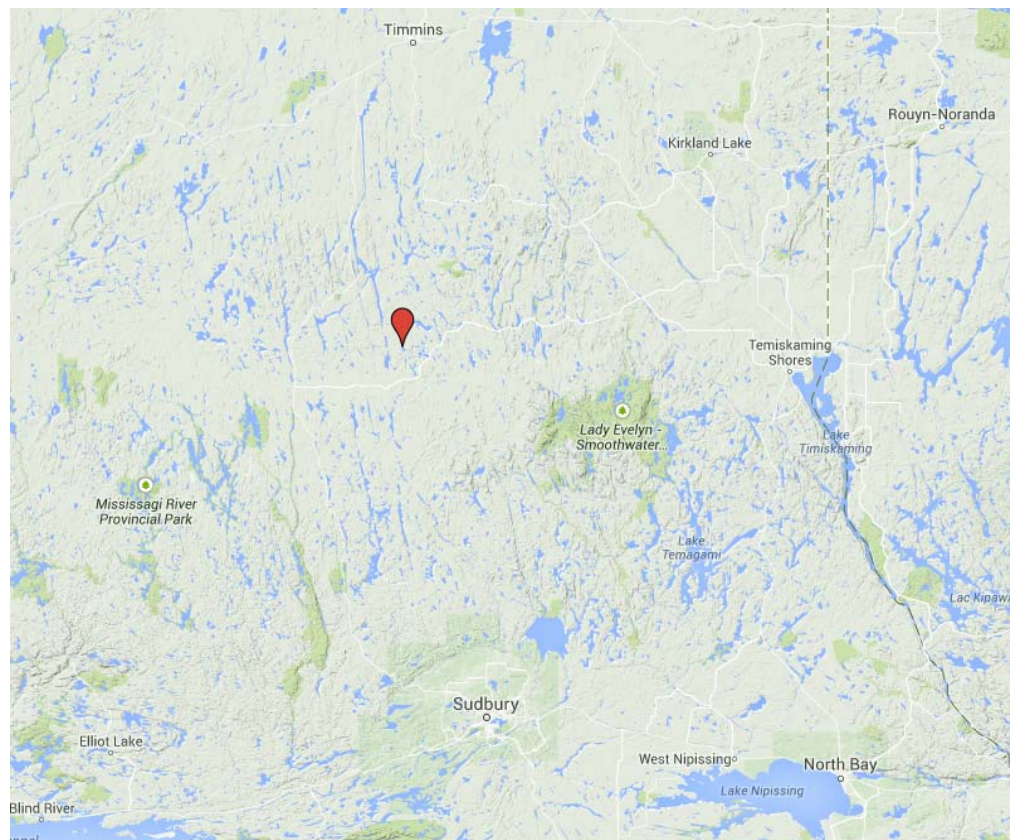 Timmins
Rouyn-Noranda
Kirkland Lake
Temiskaming
Shores
Lady Evelyn -
Smoothwater...
Lake
Timiskaming
Mississagi River
Provincial Park
Lake
Temagami
Lac Kipawa
Sudbury
Elliot Lake
West Nipissing
North Bay
Lake Nipissing
Blind River